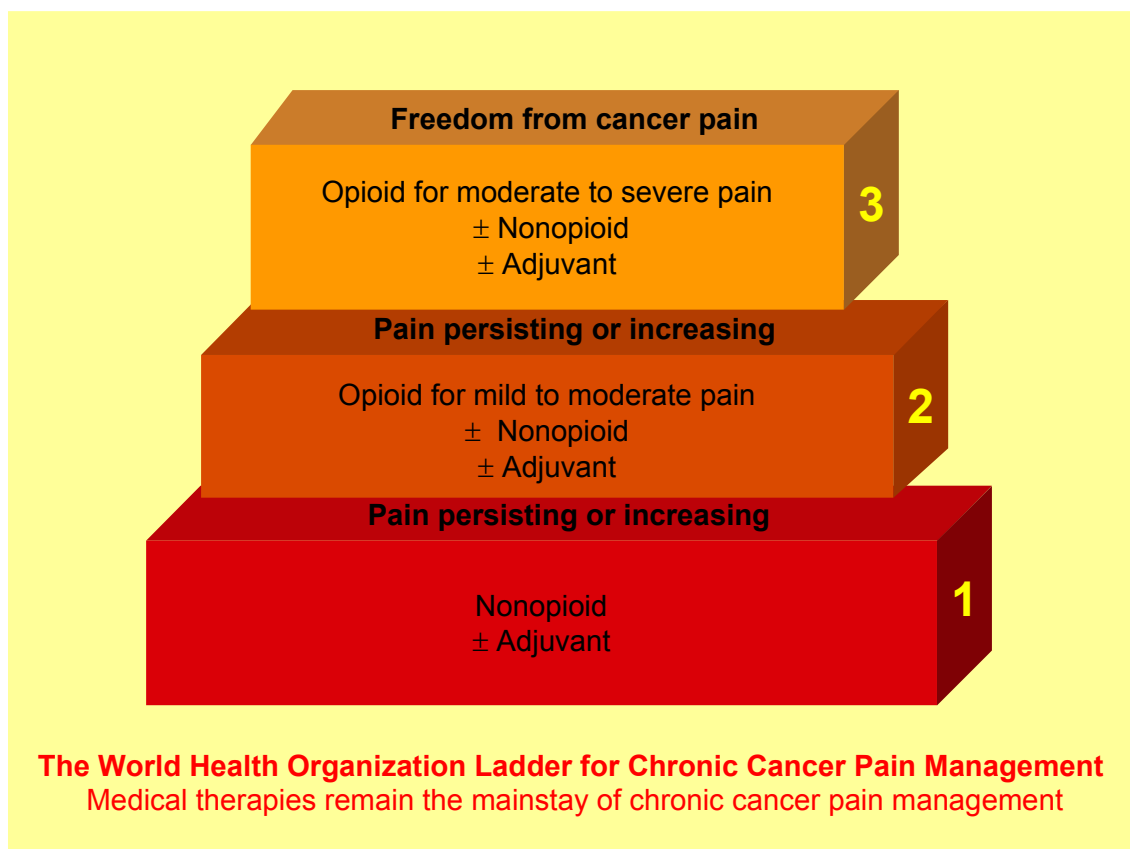 Freedom from cancer pain
Opioid for moderate to severe pain
± Nonopioid
± Adjuvant
3
Pain persisting or increasing
Opioid for mild to moderate pain
± Nonopioid
± Adjuvant
2
Pain persisting or increasing
Nonopioid
± Adjuvant
1
The World Health Organization Ladder for Chronic Cancer Pain Management
Medical therapies remain the mainstay of chronic cancer pain management